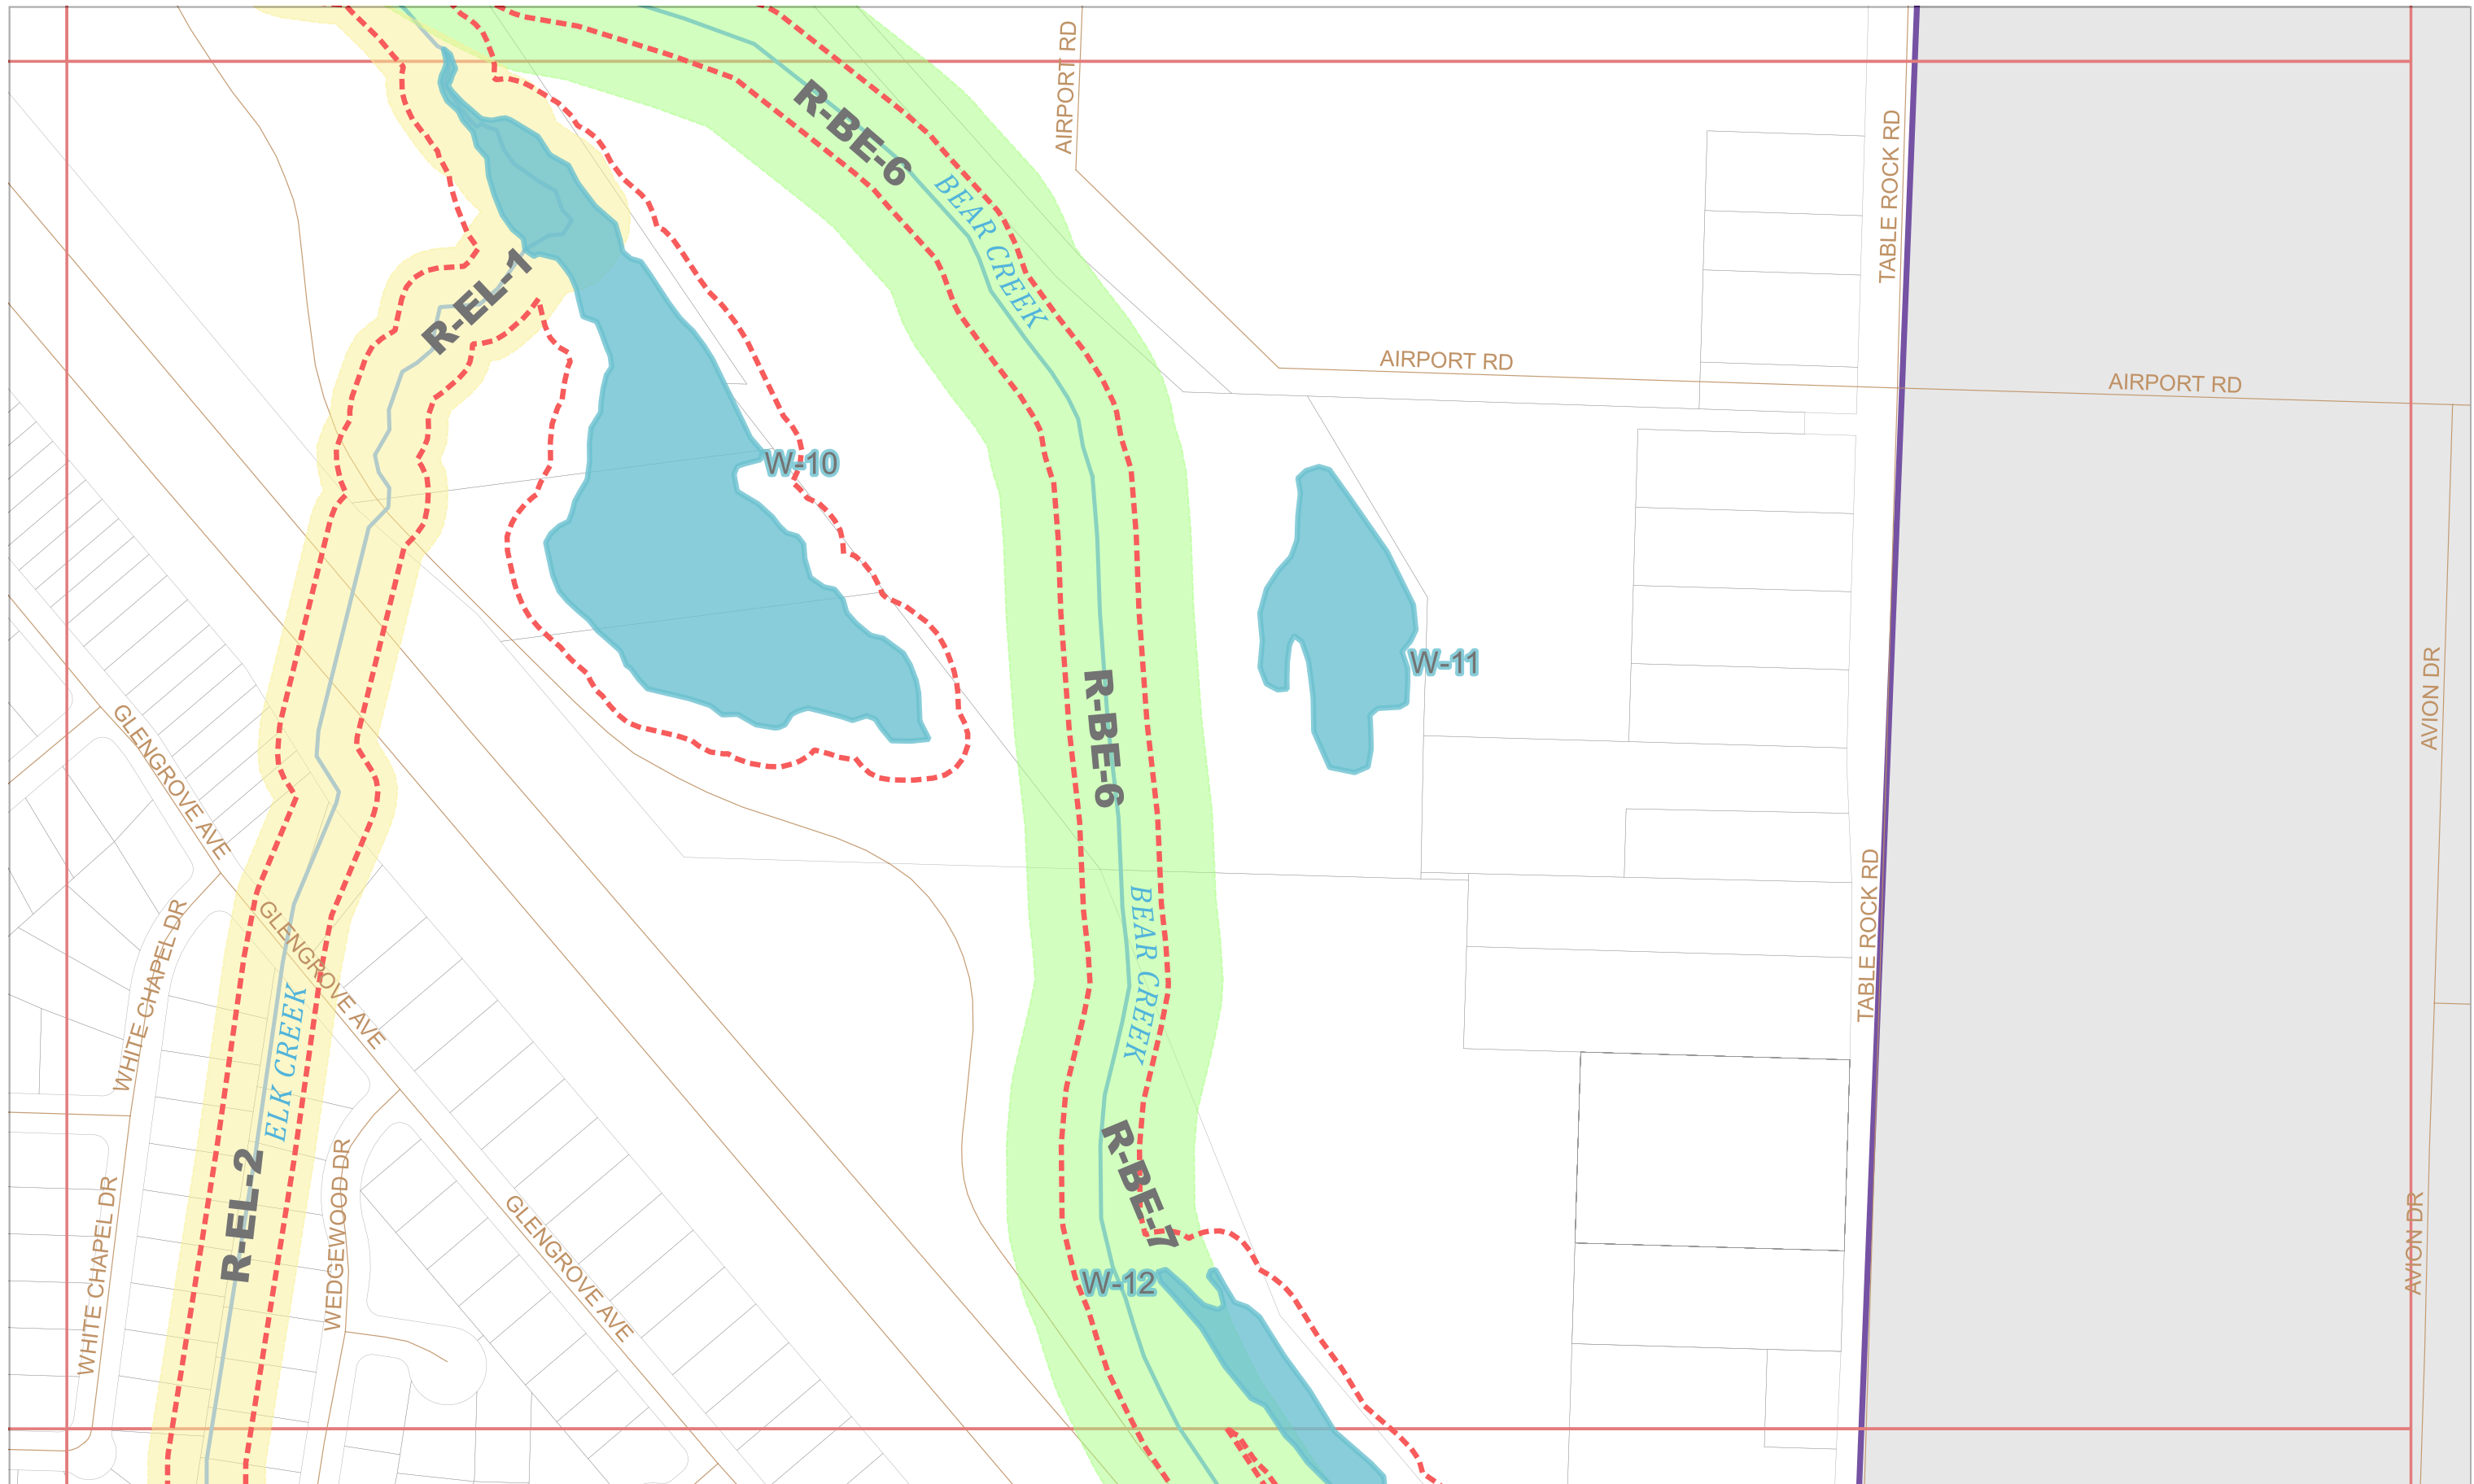 AIRPORT RD
R-BE-6
TABLE ROCK RD
BEAR CREEK
R-EL-1
AIRPORT RD
AIRPORT RD
W-10
W-11
R-BE-6
AVION DR
GLENGROVE AVE
GLENGROVE AVE
WHITE CHAPEL DR
BEAR CREEK
TABLE ROCK RD
ELK CREEK
R-EL-2
WEDGEWOOD DR
R-BE-7
WHITE CHAPEL DR
GLENGROVE AVE
W-12
AVION DR